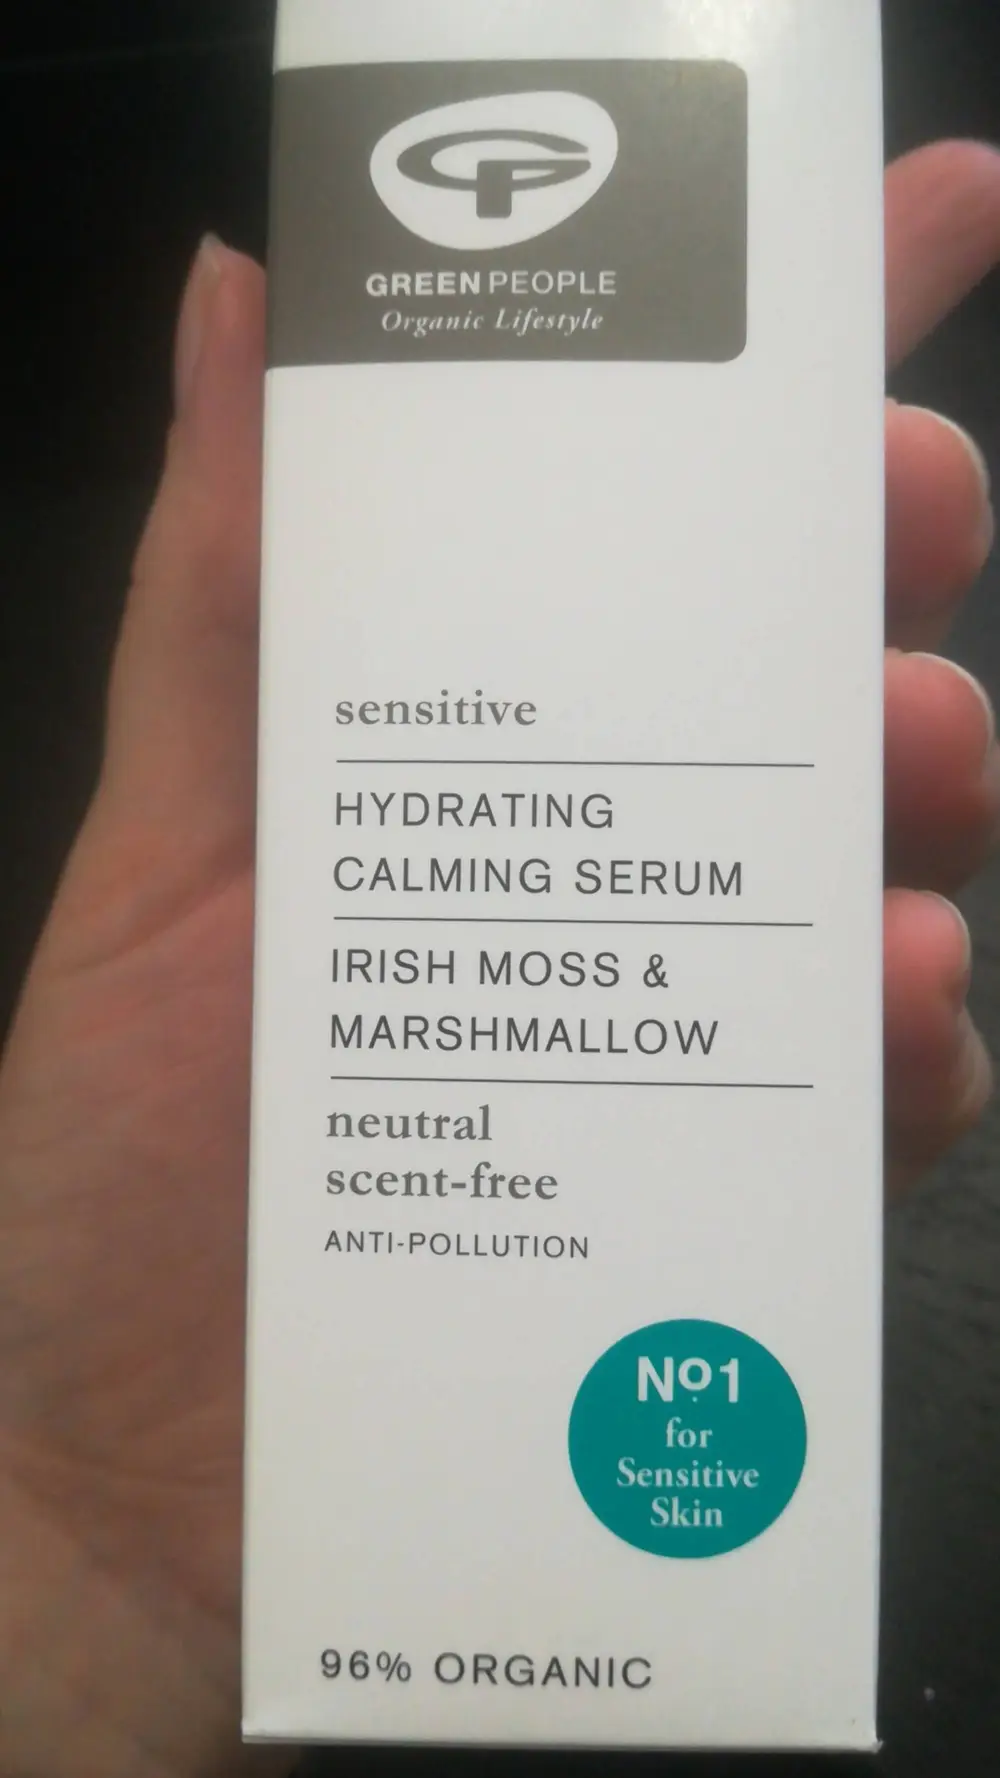 GREEN PEOPLE
Organic Lifestyle
sensitive
HYDRATING
CALMING SERUM
IRISH MOSS &
MARSHMALLOW
neutral
scent-free
ANTI-POLLUTION
Nº1
for
Sensitive
Skin
96% ORGANIC